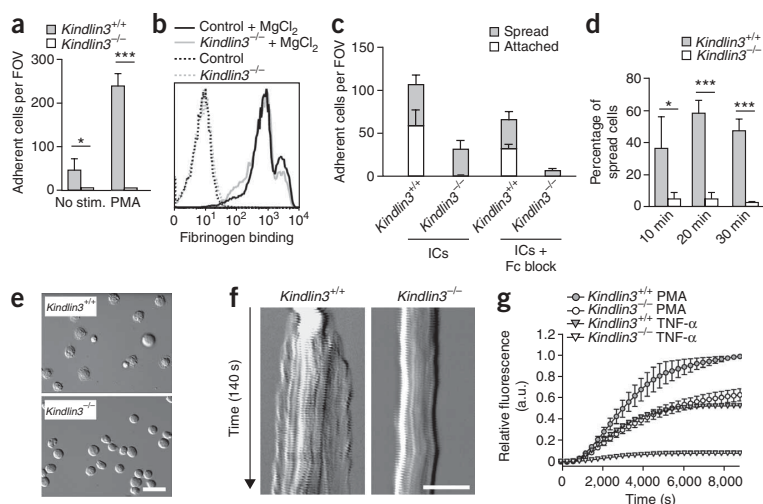 a
Kindlin3+/+
Kindlin3−/−
Adherent cells per FOV
300
200
100
0
*
***
No stim. PMA
b
Control + MgCl2
Kindlin3−/− + MgCl2
Control
Kindlin3−/−
0 10¹ 10² 10³ 10⁴
Fibrinogen binding
c
Spread
Attached
Adherent cells per FOV
150
100
50
0
Kindlin3+/+
Kindlin3−/−
Kindlin3+/+
Kindlin3−/−
ICs
ICs +
Fc block
d
Kindlin3+/+
Kindlin3−/−
Percentage of
spread cells
80
60
40
20
0
*
***
***
10 min
20 min
30 min
e
Kindlin3+/+
Kindlin3−/−
f
Kindlin3+/+
Kindlin3−/−
Time (140 s)
g
Kindlin3+/+ PMA
Kindlin3−/− PMA
Kindlin3+/+ TNF-α
Kindlin3−/− TNF-α
Relative fluorescence
(a.u.)
1.2
1.0
0.8
0.6
0.4
0.2
0
0 2,000 4,000 6,000 8,000
Time (s)